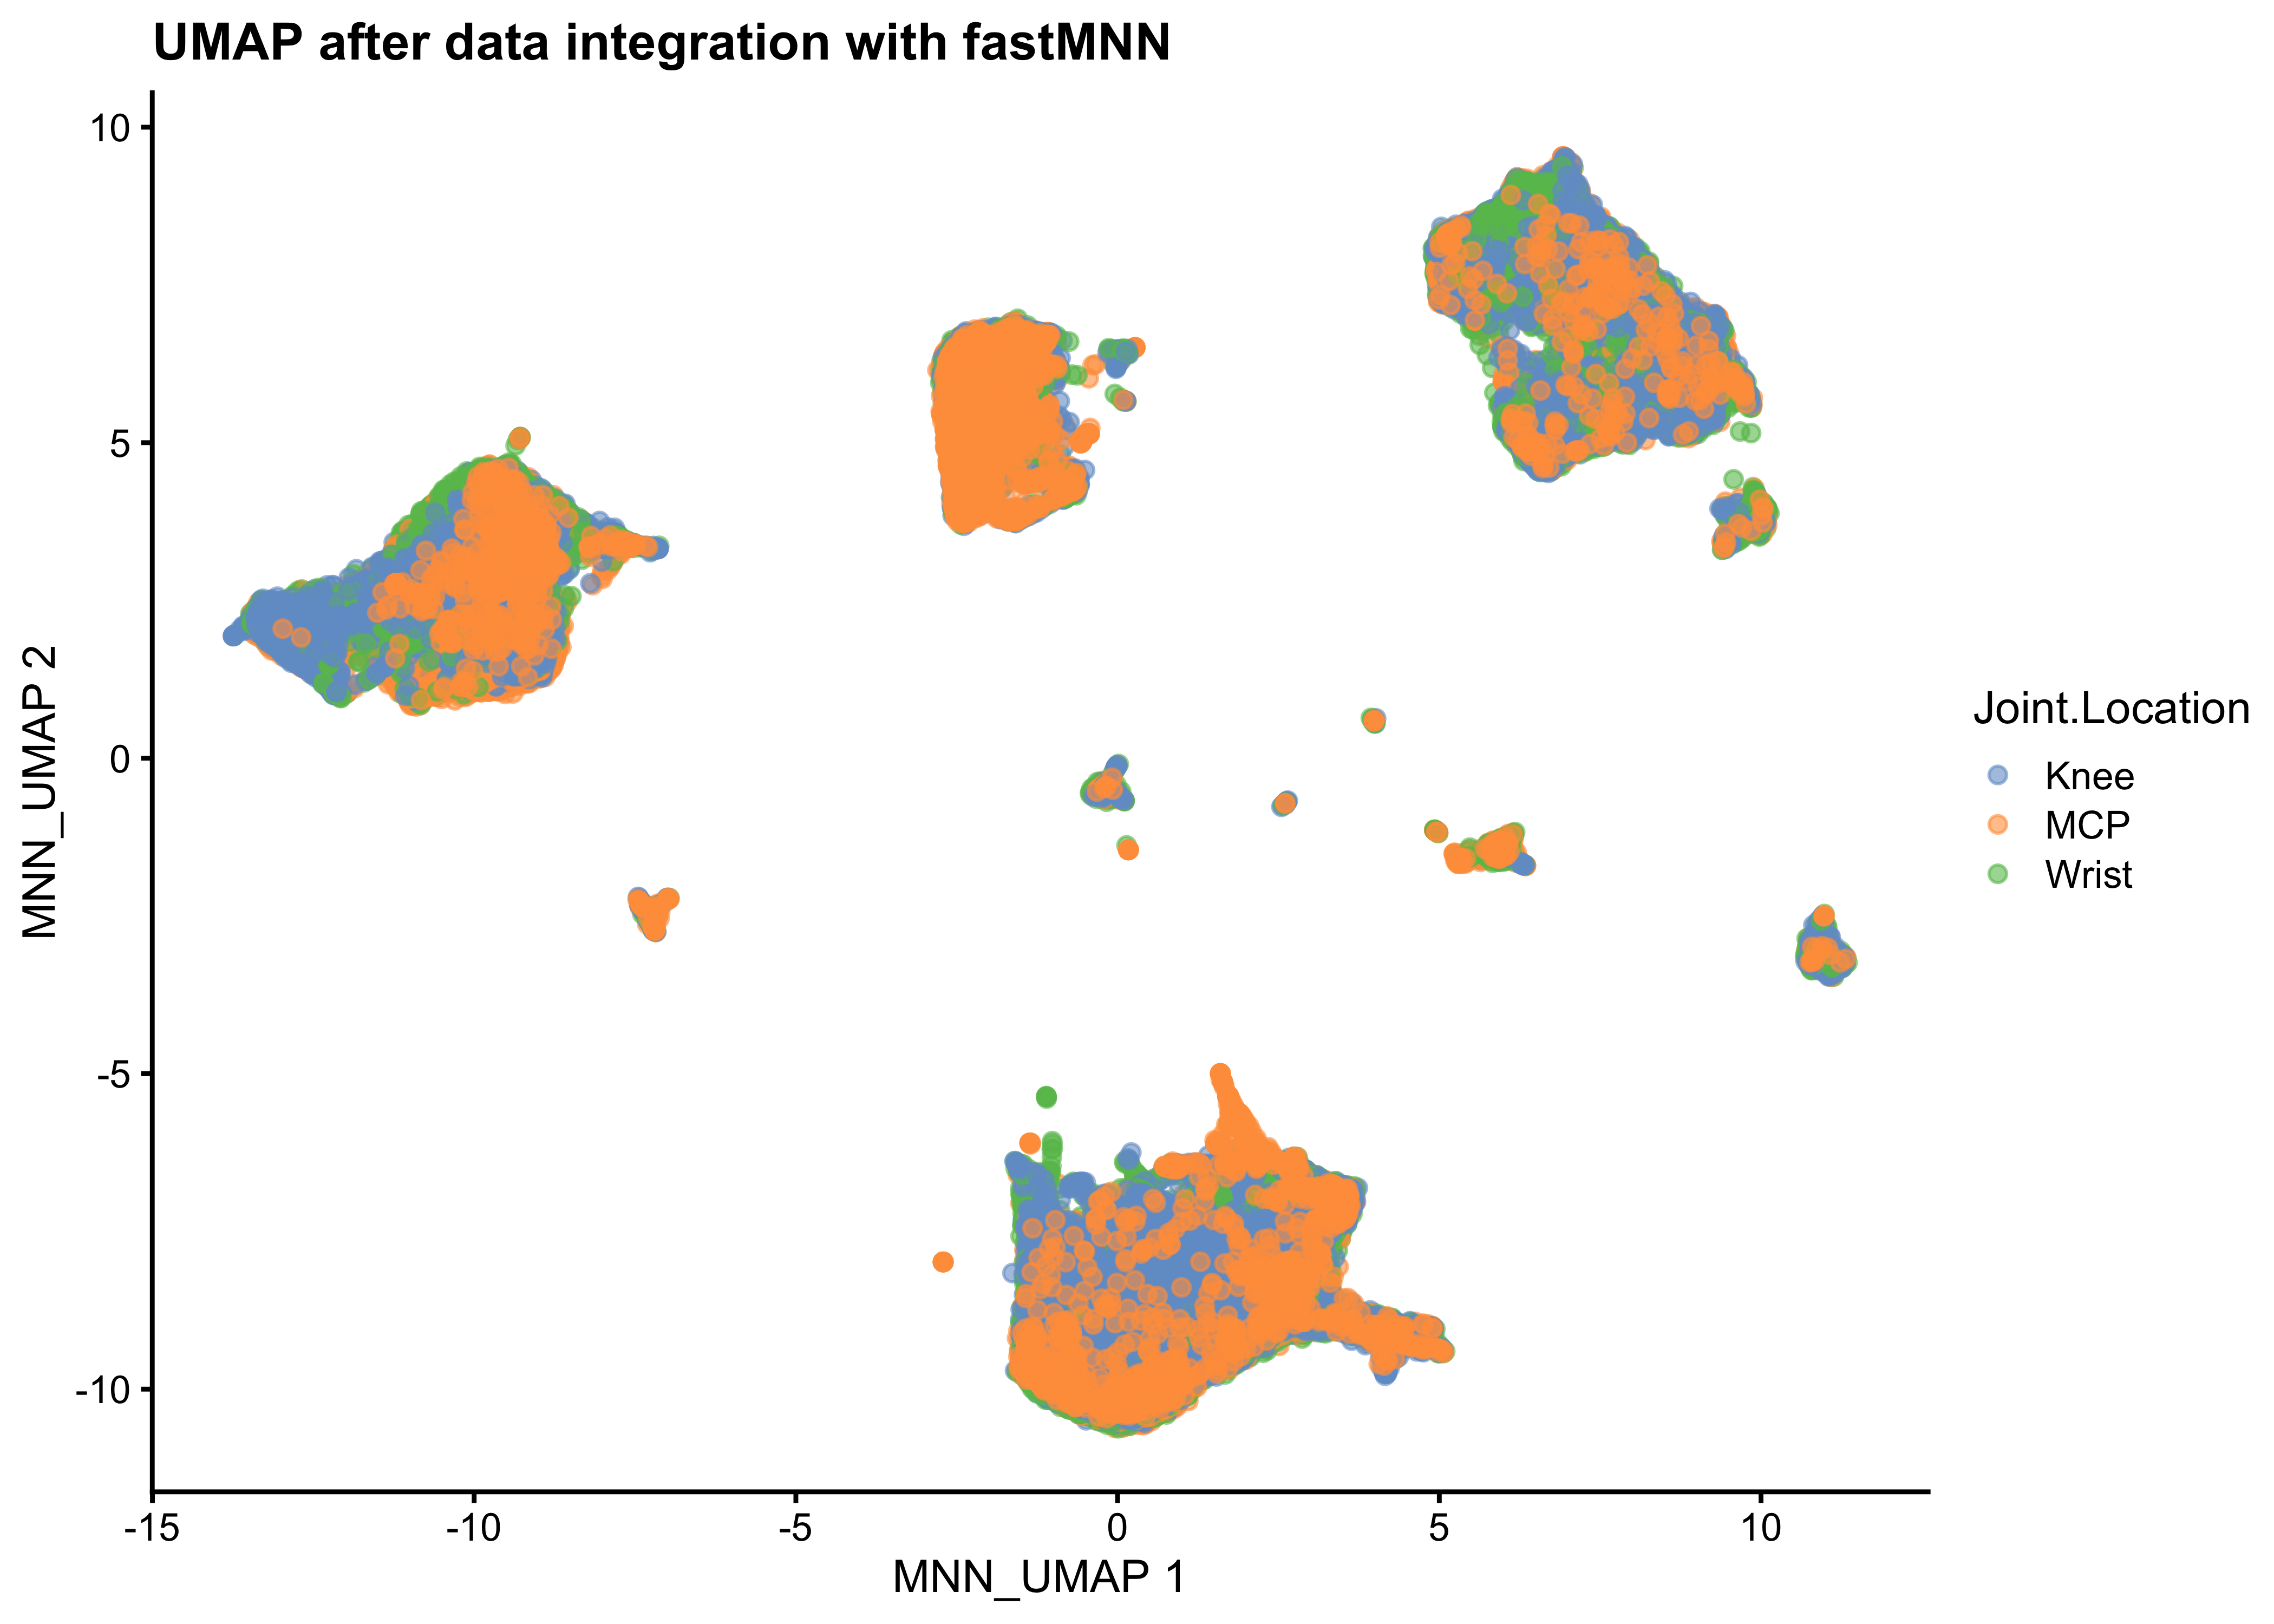 UMAP after data integration with fastMNN
10
5
0
-5
-10
MNN_UMAP 2
-15
-10
-5
0
5
10
MNN_UMAP 1
Joint.Location
Knee
MCP
Wrist